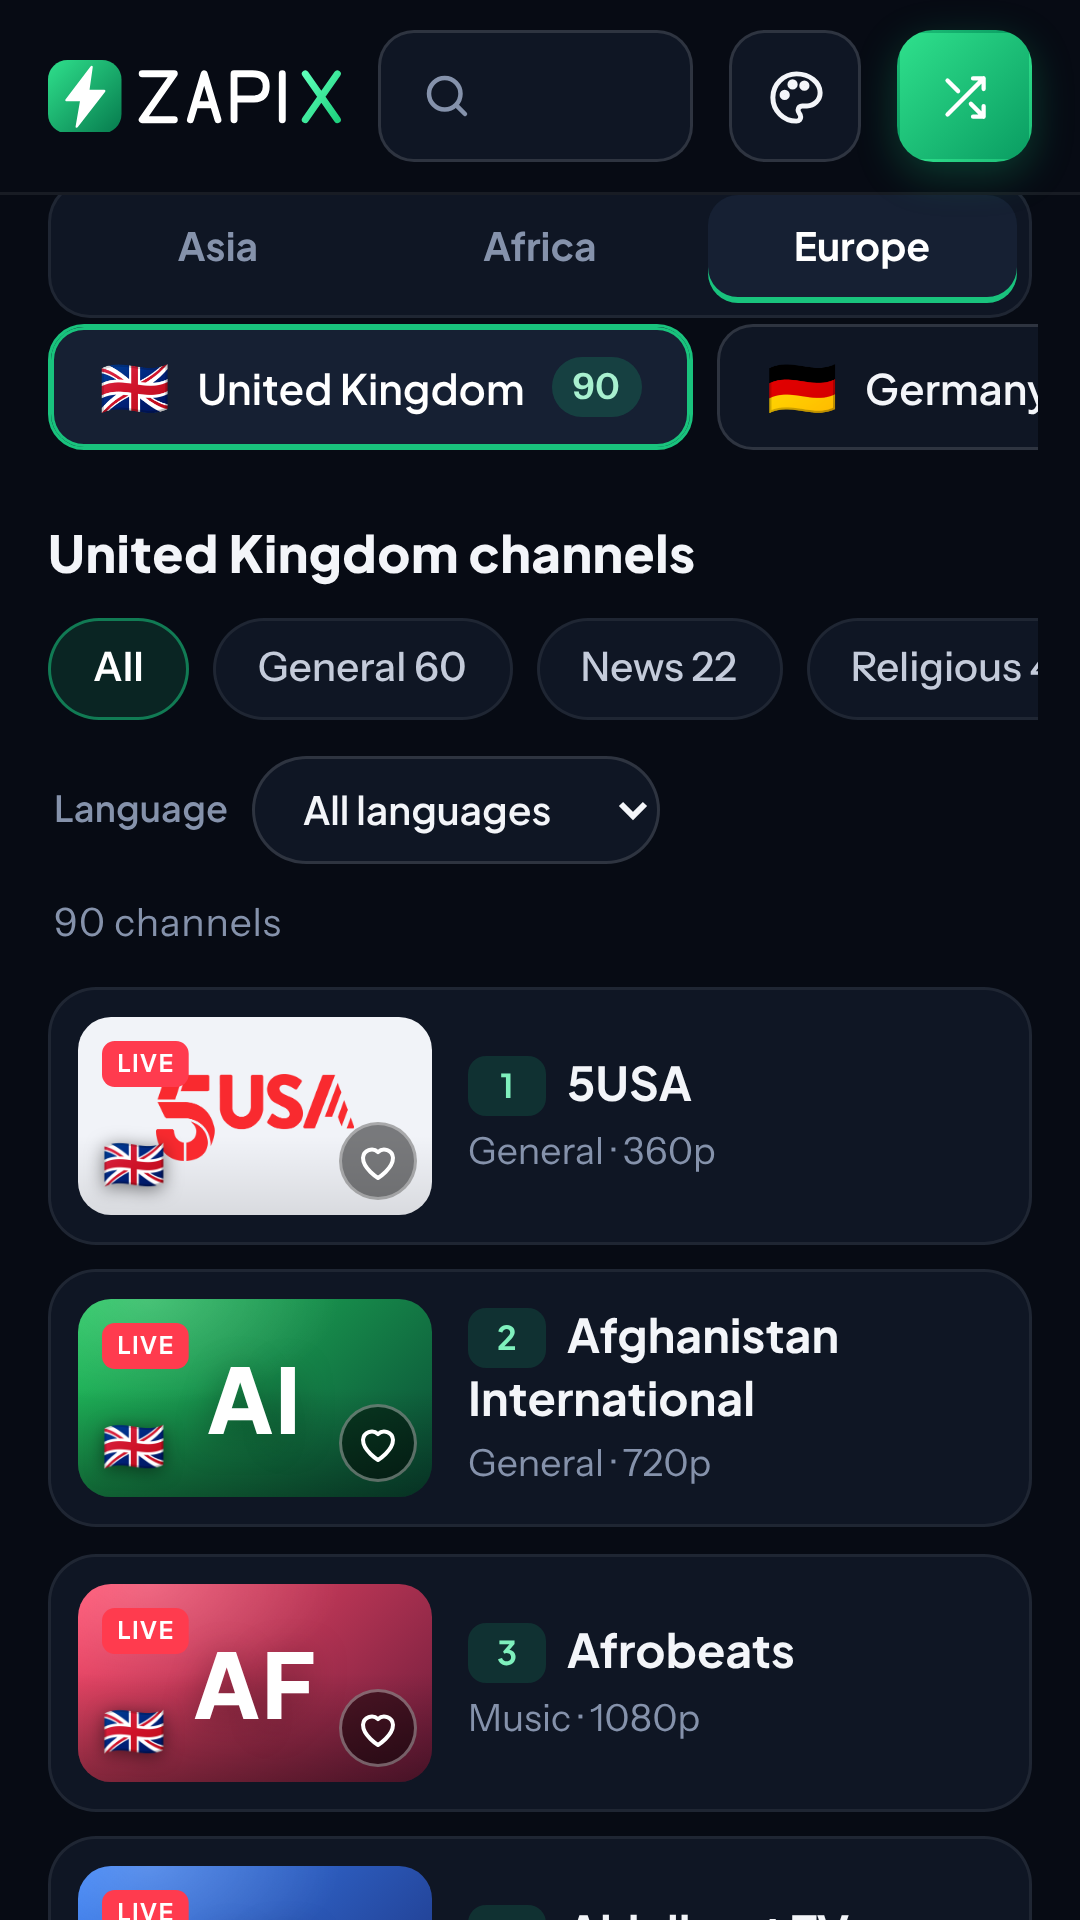 ZAPIX
Asia
Africa
Europe
United Kingdom 90
Germany
United Kingdom channels
All
General 60
News 22
Religious
Language
All languages
90 channels
LIVE
5USA
1 5USA
General · 360p
LIVE
AI
2 Afghanistan
International
General · 720p
LIVE
AF
3 Afrobeats
Music · 1080p
LIVE